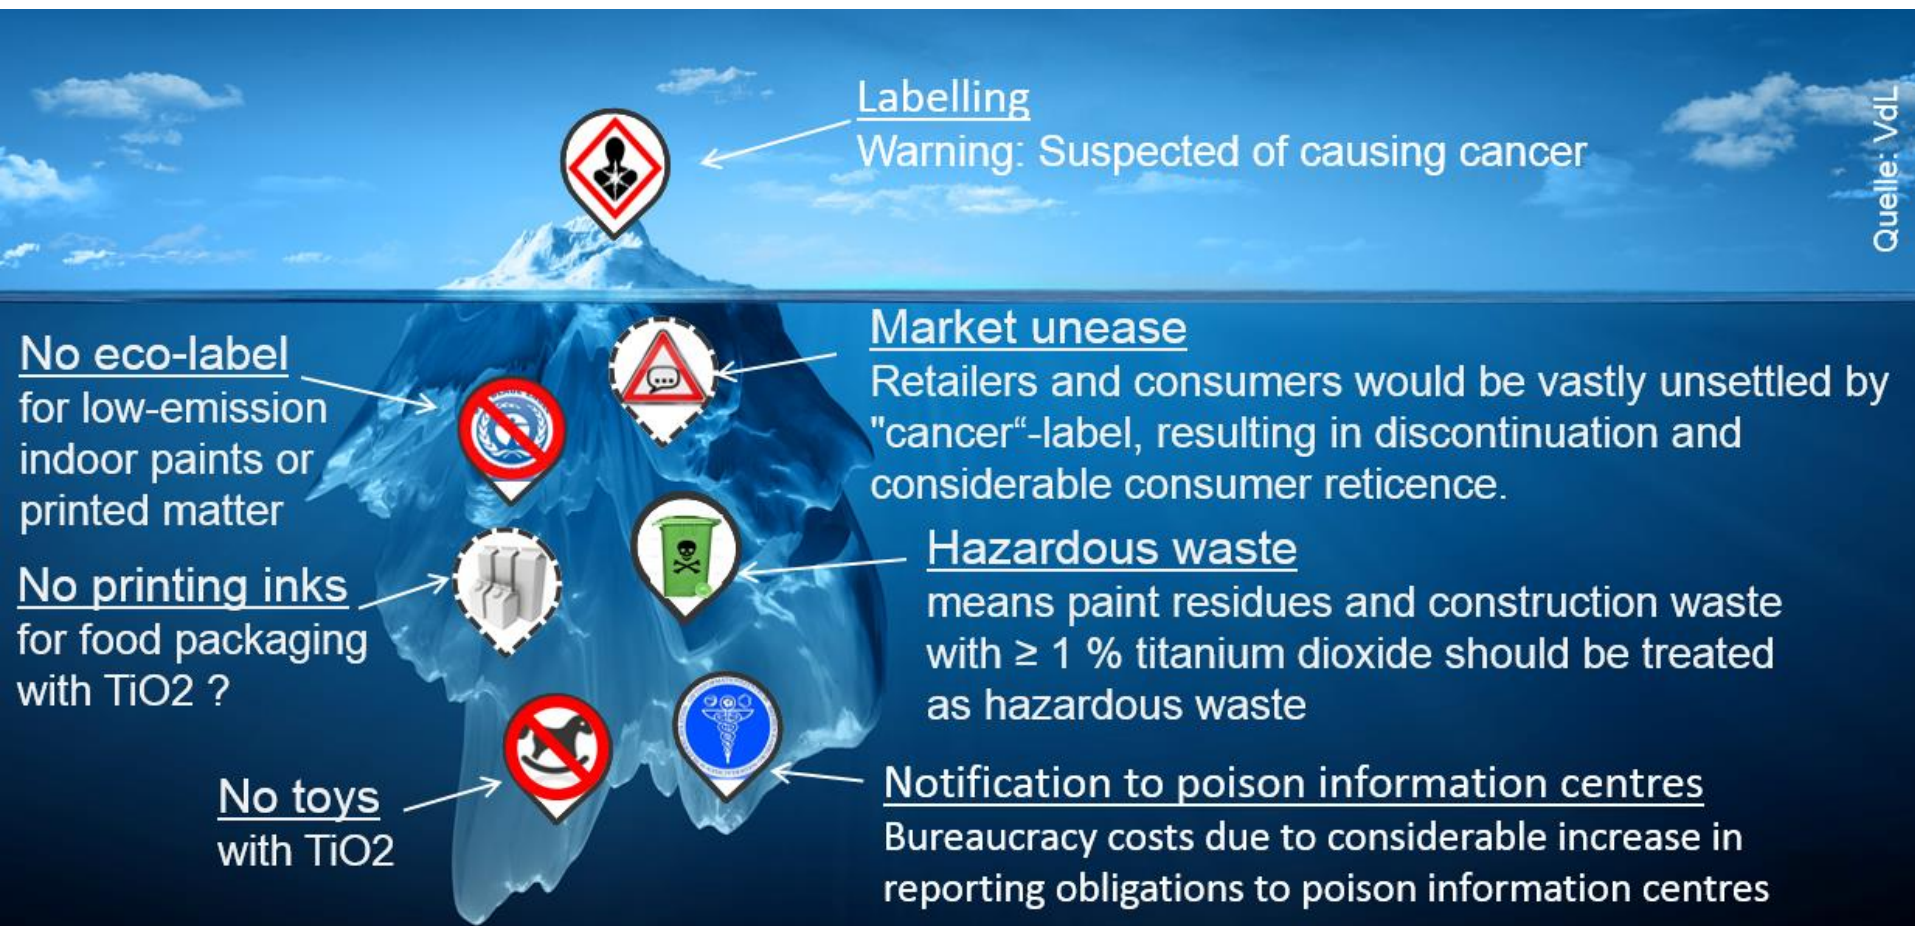 Labelling
Warning: Suspected of causing cancer
Quelle: VdL
No eco-label
for low-emission
indoor paints or
printed matter
Market unease
Retailers and consumers would be vastly unsettled by
"cancer“-label, resulting in discontinuation and
considerable consumer reticence.
No printing inks
for food packaging
with TiO2 ?
Hazardous waste
means paint residues and construction waste
with ≥ 1 % titanium dioxide should be treated
as hazardous waste
No toys
with TiO2
Notification to poison information centres
Bureaucracy costs due to considerable increase in
reporting obligations to poison information centres